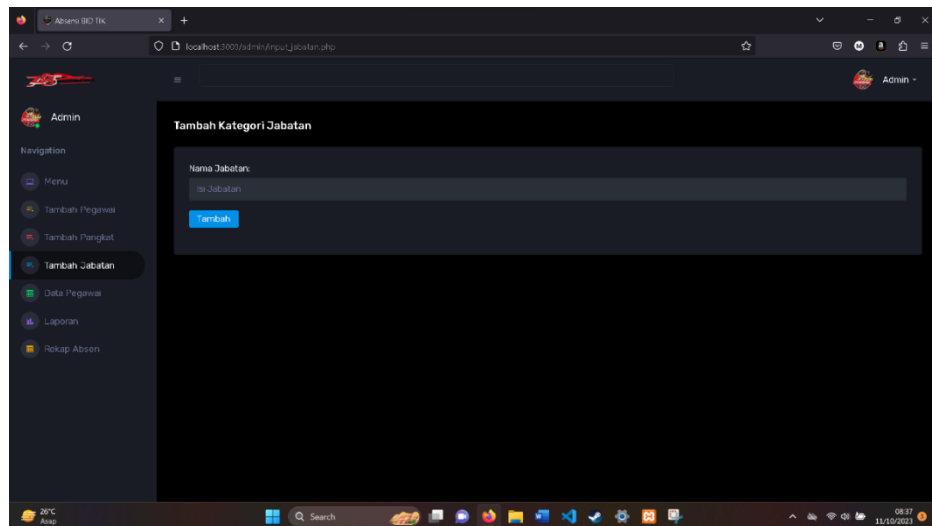 Absensi BID TIK
localhost:5000/admin/input_jabatan.php
Admin
Admin
Navigation
Menu
Tambah Pegawai
Tambah Pangkat
Tambah Jabatan
Data Pegawai
Laporan
Rekap Absen
Tambah Kategori Jabatan
Nama Jabatan:
Isi Jabatan
Tambah
26°C
Asap
Search
08:37
11/10/2023